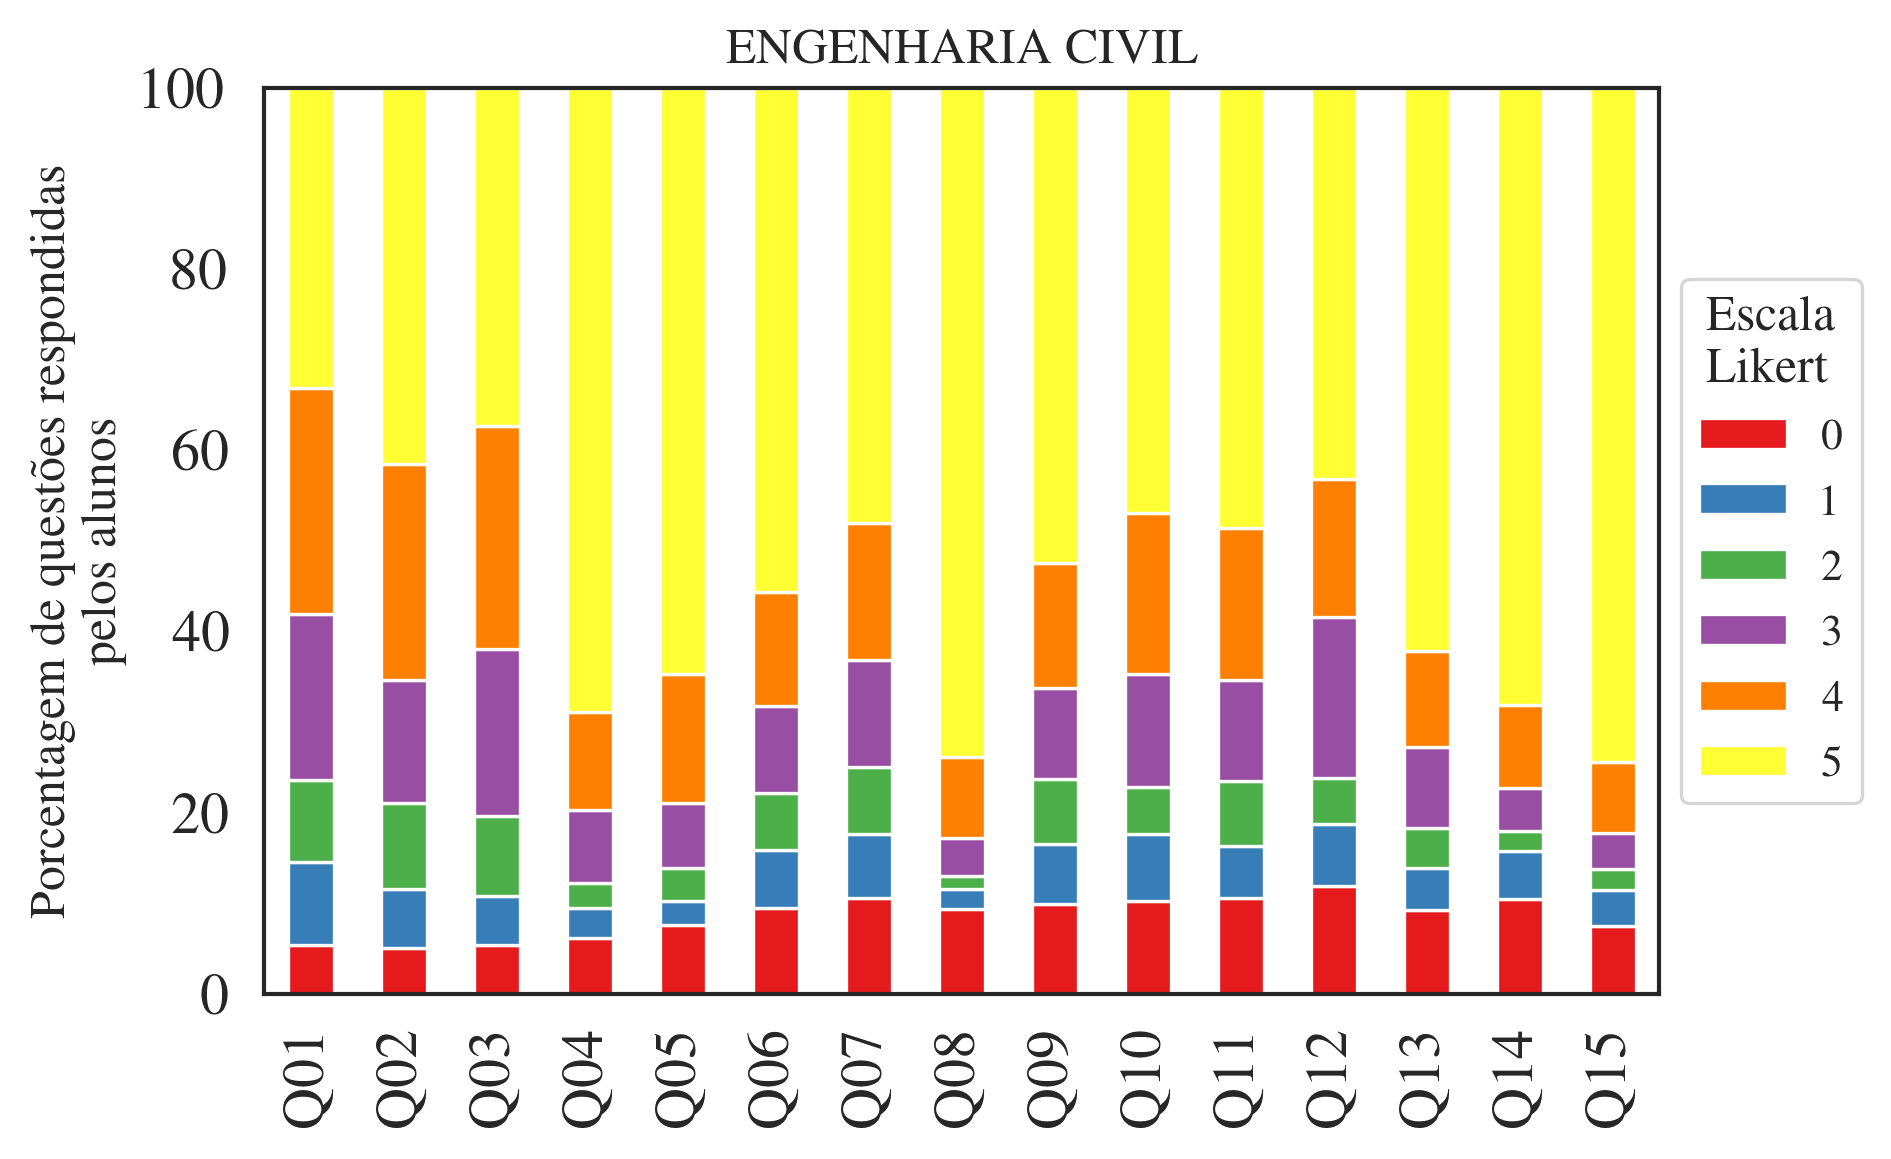 ENGENHARIA CIVIL
Porcentagem de questões respondidas
pelos alunos
100
80
60
40
20
0
Q01
Q02
Q03
Q04
Q05
Q06
Q07
Q08
Q09
Q10
Q11
Q12
Q13
Q14
Q15
Escala
Likert
0
1
2
3
4
5